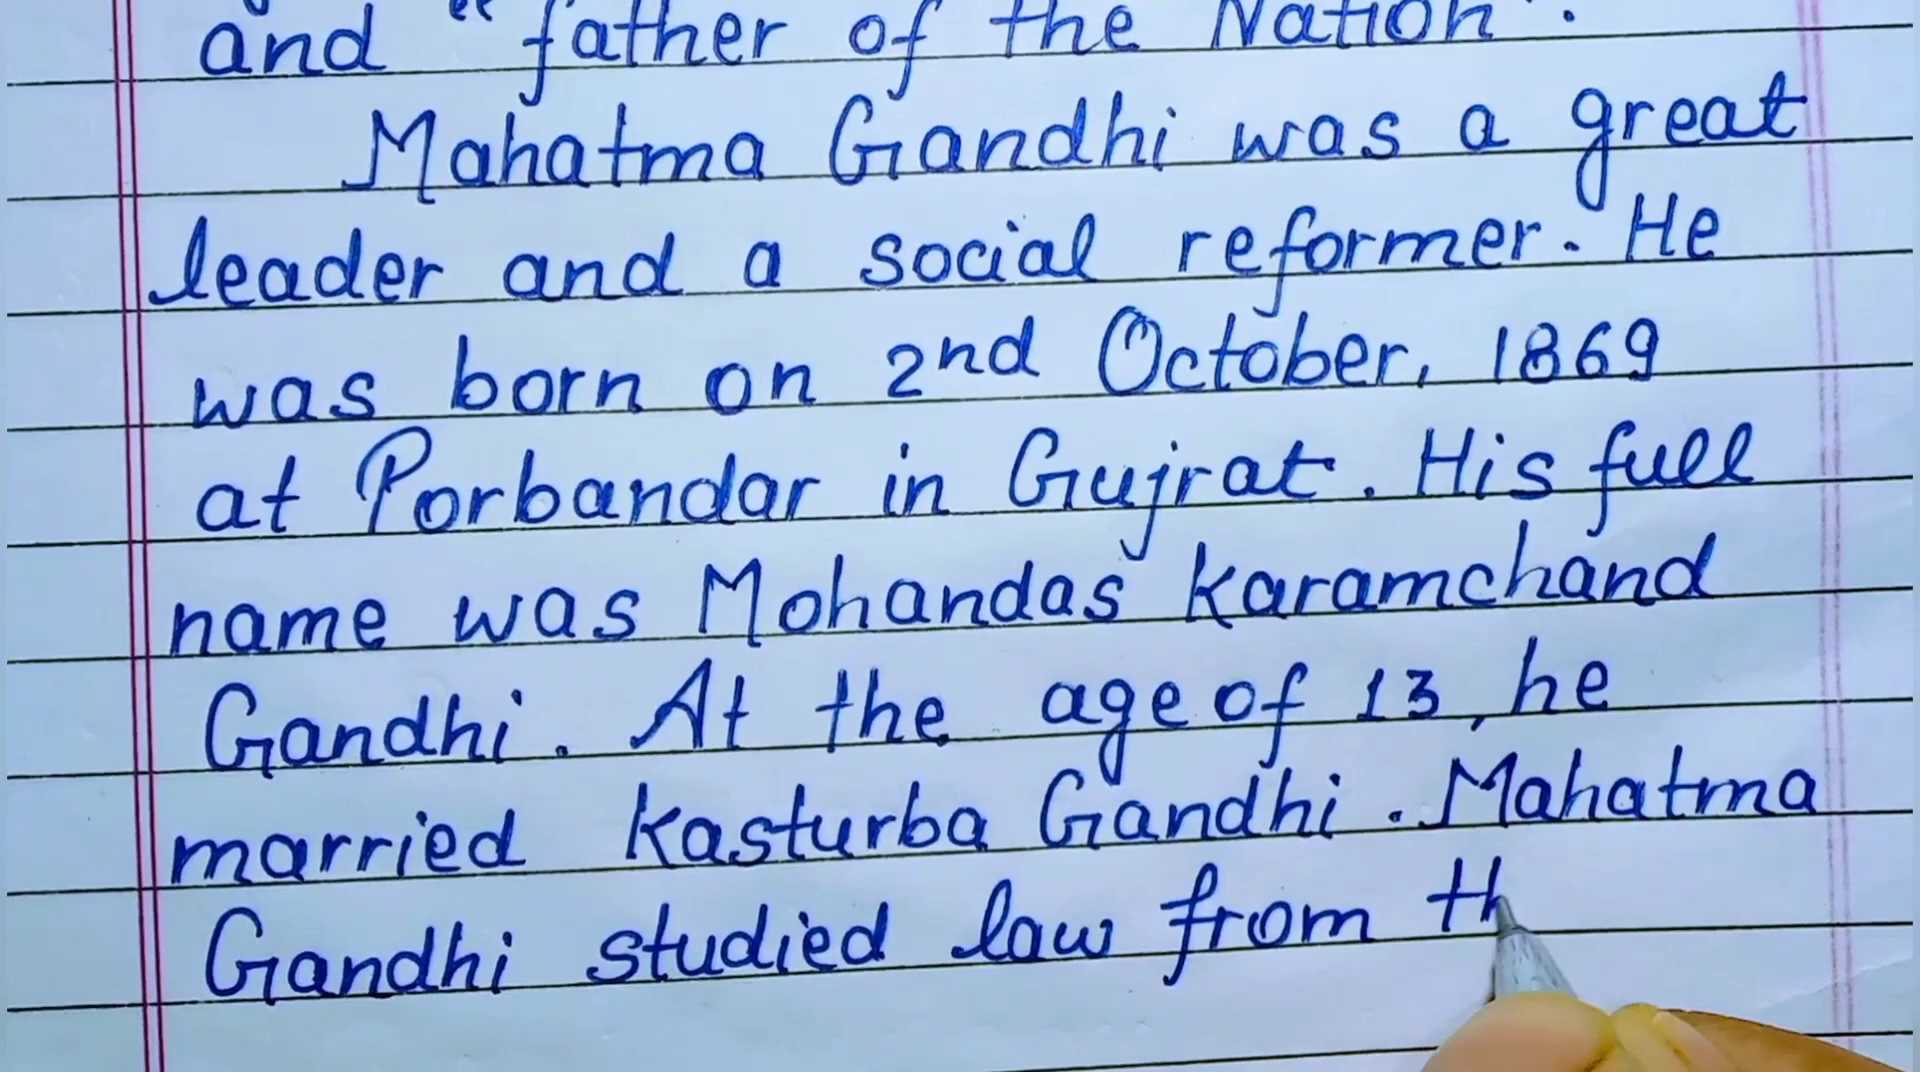 and "father of the Nation".
Mahatma Gandhi was a great
leader and a social reformer. He
was born on 2nd October, 1869
at Porbandar in Gujrat. His full
name was Mohandas Karamchand
Gandhi. At the age of 13, he
married Kasturba Gandhi. Mahatma
Gandhi studied law from th